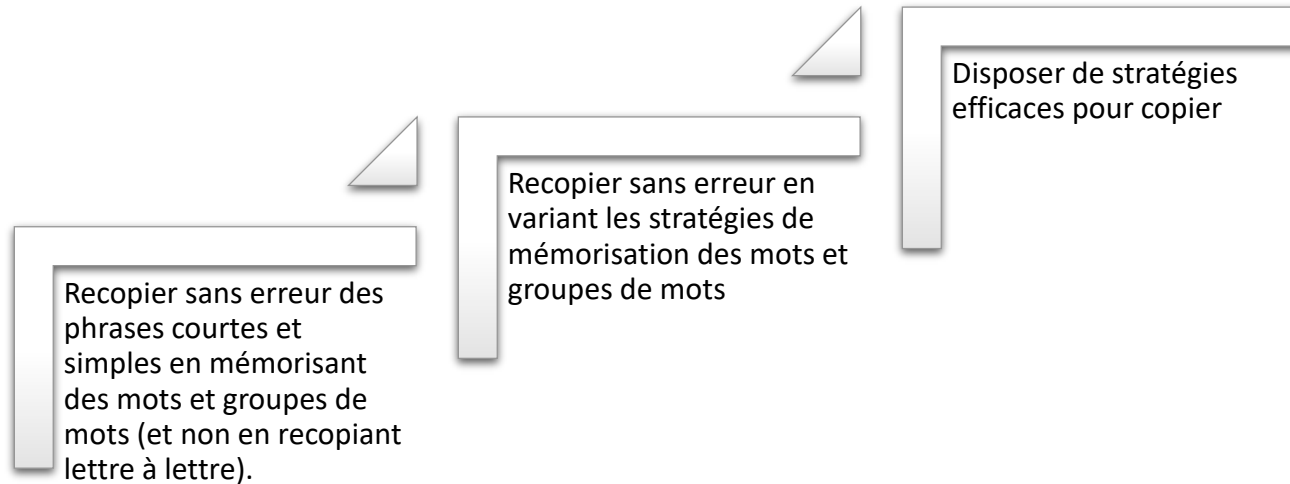 Recopier sans erreur des
phrases courtes et
simples en mémorisant
des mots et groupes de
mots (et non en recopiant
lettre à lettre).
Recopier sans erreur en
variant les stratégies de
mémorisation des mots et
groupes de mots
Disposer de stratégies
efficaces pour copier